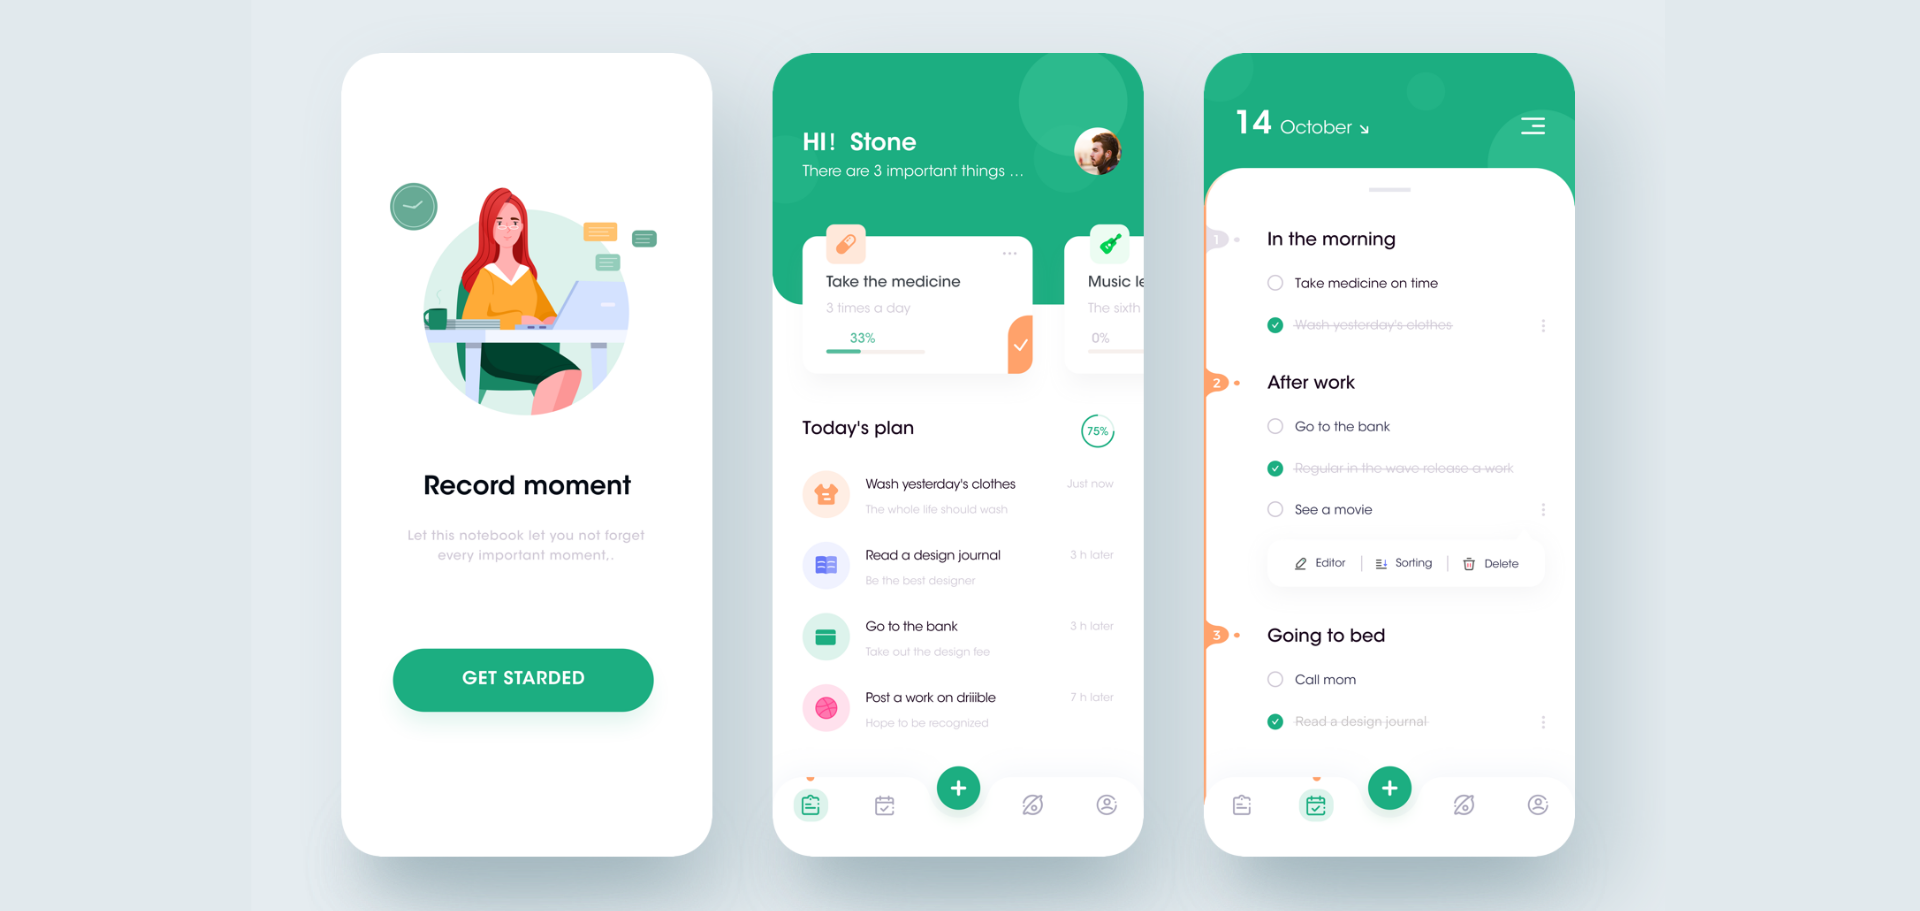 Record moment
Let this notebook let you not forget
every important moment,.
GET STARDED
HI! Stone
There are 3 important things ...
Take the medicine
3 times a day
33%
Music le
The sixth
0%
Today's plan
75%
Wash yesterday's clothes
Just now
The whole life should wash
Read a design journal
3 h later
Be the best designer
Go to the bank
3 h later
Take out the design fee
Post a work on driiible
7 h later
Hope to be recognized
14 October
1
In the morning
Take medicine on time
Wash yesterday's clothes
2
After work
Go to the bank
Regular in the wave release a work
See a movie
Editor
Sorting
Delete
3
Going to bed
Call mom
Read a design journal